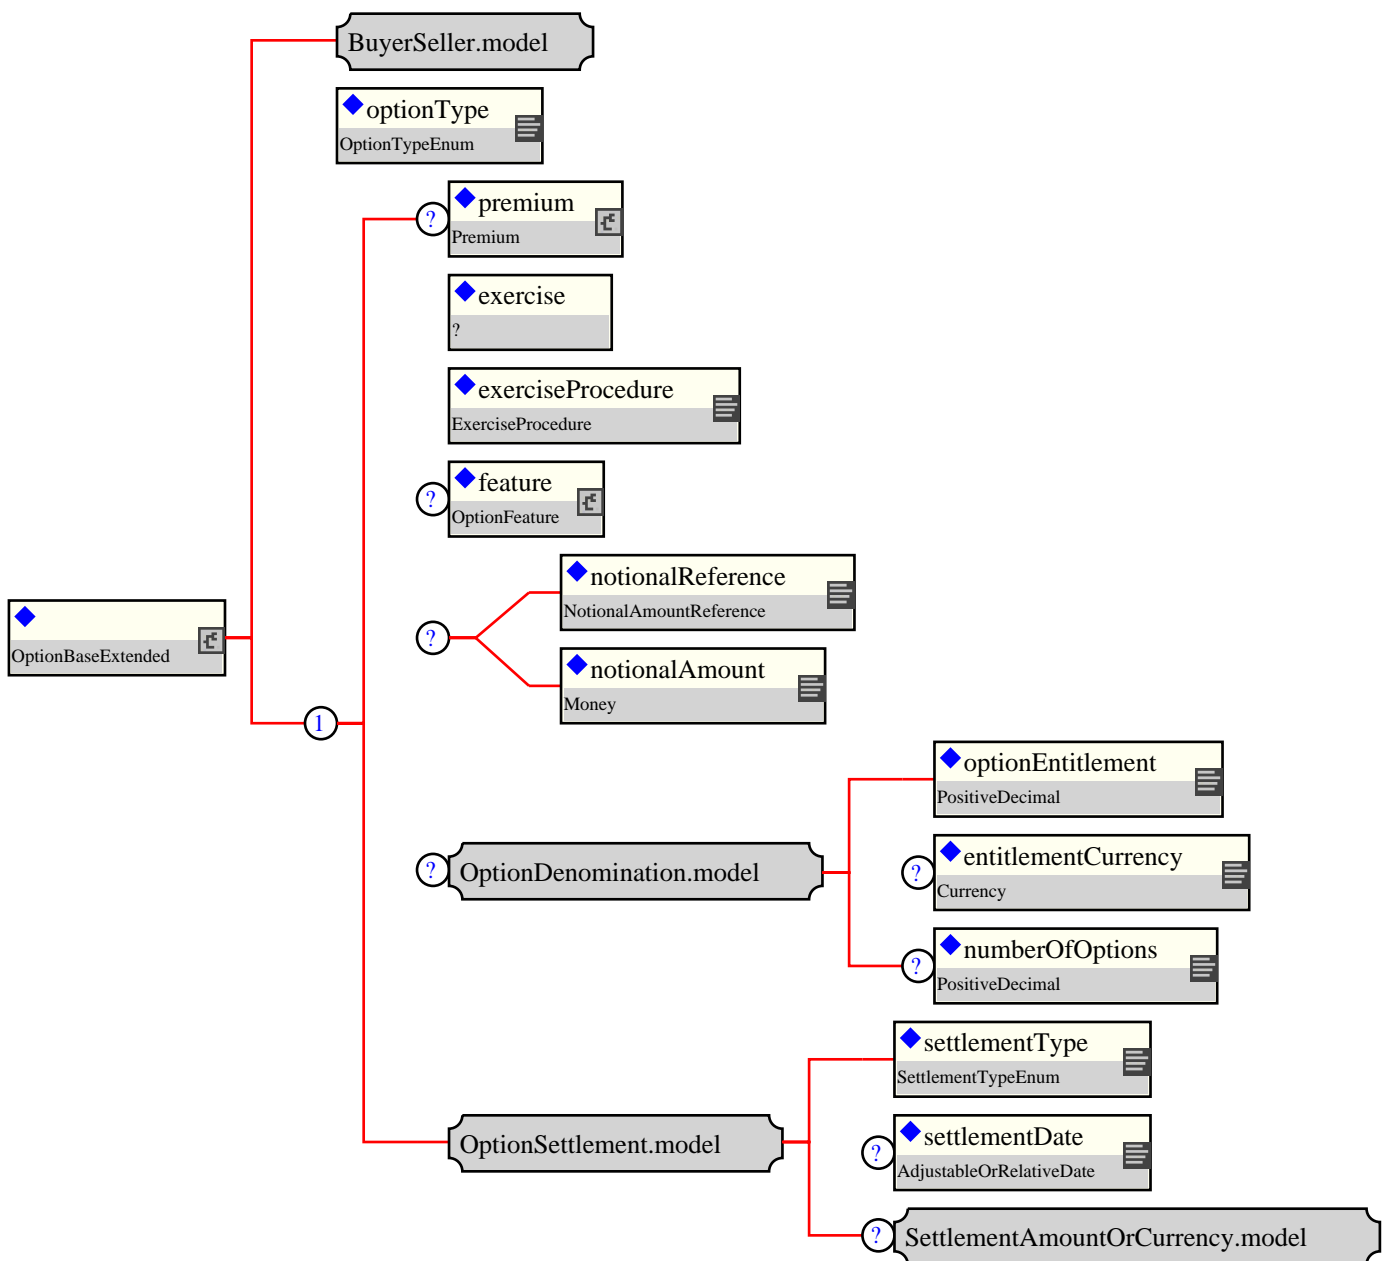 BuyerSeller.model
optionType
OptionTypeEnum
?
premium
Premium
exercise
?
exerciseProcedure
ExerciseProcedure
?
feature
OptionFeature
notionalReference
NotionalAmountReference
OptionBaseExtended
?
notionalAmount
Money
1
optionEntitlement
PositiveDecimal
?
OptionDenomination.model
?
entitlementCurrency
Currency
?
numberOfOptions
PositiveDecimal
settlementType
SettlementTypeEnum
OptionSettlement.model
?
settlementDate
AdjustableOrRelativeDate
?
SettlementAmountOrCurrency.model